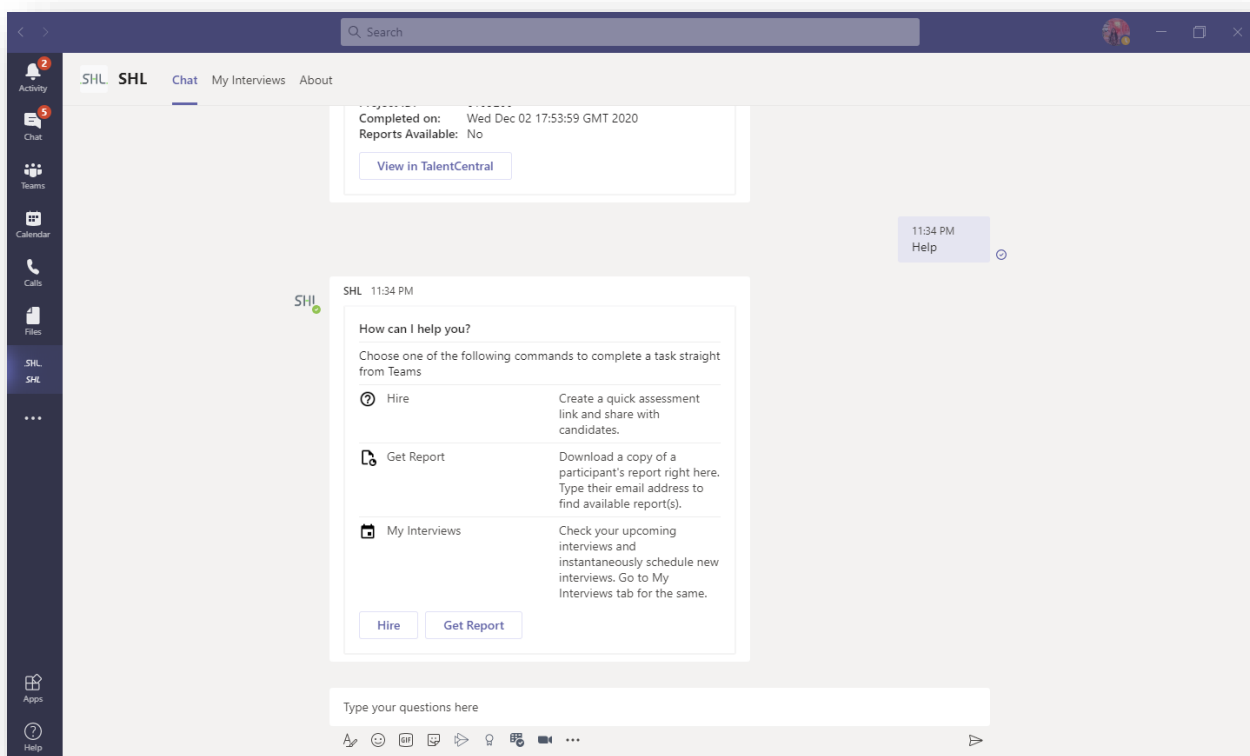 Search
2
Activity
5
Chat
Teams
Calendar
Calls
Files
.SHL.
SHL
Apps
Help
.SHL. SHL Chat My Interviews About
Completed on: Wed Dec 02 17:53:59 GMT 2020
Reports Available: No
View in TalentCentral
11:34 PM
Help
SHL
SHL 11:34 PM
How can I help you?
Choose one of the following commands to complete a task straight
from Teams
Hire
Create a quick assessment
link and share with
candidates.
Get Report
Download a copy of a
participant's report right here.
Type their email address to
find available report(s).
My Interviews
Check your upcoming
interviews and
instantaneously schedule new
interviews. Go to My
Interviews tab for the same.
Hire Get Report
Type your questions here
GIF